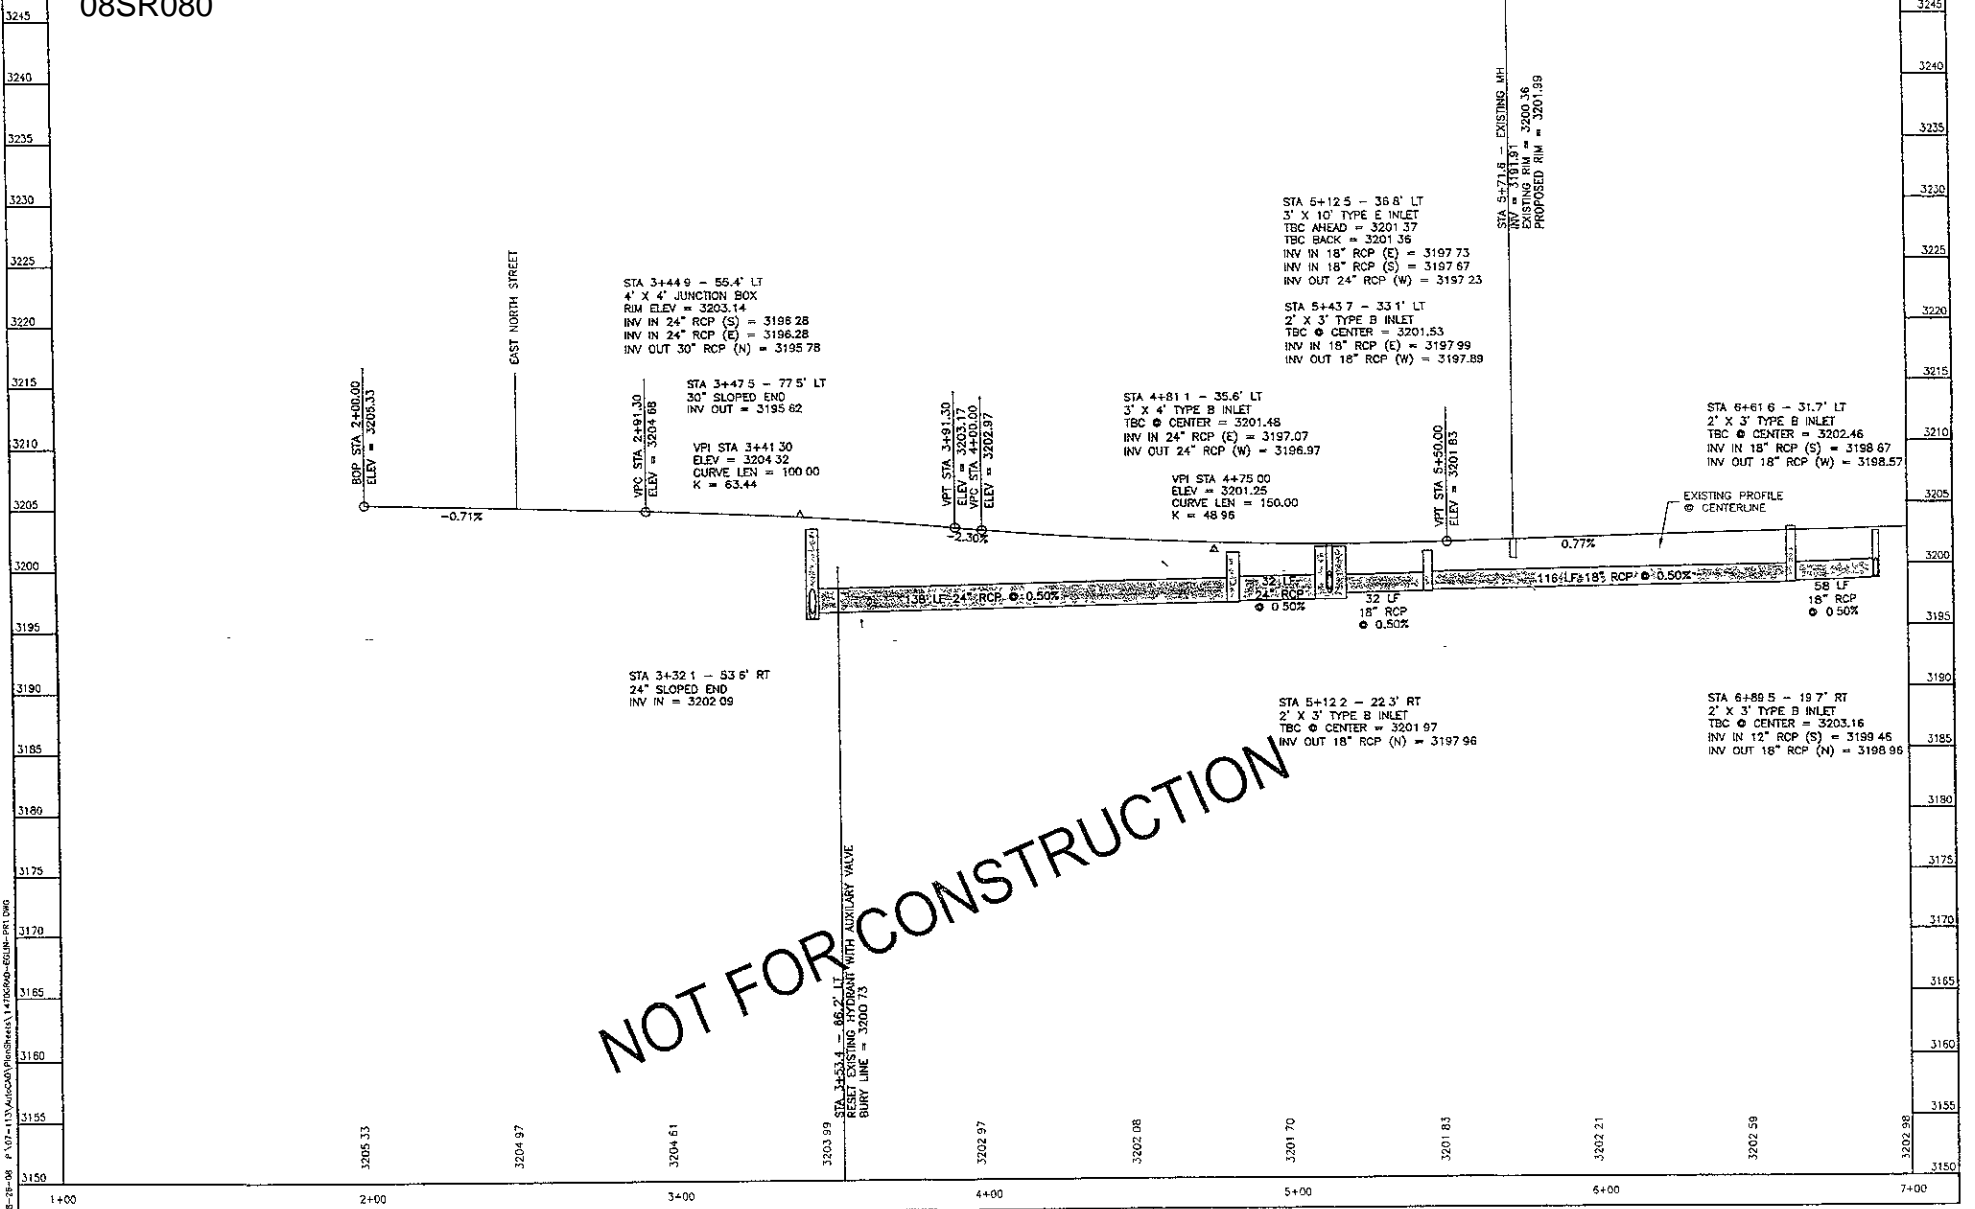 08SR080
3245
3240
3235
3230
3225
3220
3215
3210
3205
3200
3195
3190
3185
3180
3175
3170
3165
3160
3155
3150
3245
3240
3235
3230
3225
3220
3215
3210
3205
3200
3195
3190
3185
3180
3175
3170
3165
3160
3155
3150
BOP STA 2+00.00
ELEV = 3205.33
EAST NORTH STREET
-0.71%
STA 3+44 9 - 55.4' LT
4' X 4' JUNCTION BOX
RIM ELEV = 3203.14
INV IN 24" RCP (S) = 3196 28
INV IN 24" RCP (E) = 3196.28
INV OUT 30" RCP (N) = 3195 78
STA 3+47 5 - 77 5' LT
30" SLOPED END
INV OUT = 3195 62
VPC STA 2+91.30
ELEV = 3204 68
VPI STA 3+41 30
ELEV = 3204 32
CURVE LEN = 100 00
K = 63.44
VPT STA 3+91.30
ELEV = 3203.17
VPC STA 4+00.00
ELEV = 3202.97
-2.30%
STA 4+81 1 - 35.6' LT
3' X 4' TYPE B INLET
TBC @ CENTER = 3201.48
INV IN 24" RCP (E) = 3197.07
INV OUT 24" RCP (W) = 3196.97
VPI STA 4+75 00
ELEV = 3201.25
CURVE LEN = 150.00
K = 48 96
STA 5+12 5 - 36 8' LT
3' X 10' TYPE E INLET
TBC AHEAD = 3201 37
TBC BACK = 3201 36
INV IN 18" RCP (E) = 3197 73
INV IN 18" RCP (S) = 3197 67
INV OUT 24" RCP (W) = 3197 23
STA 5+43 7 - 33 1' LT
2' X 3' TYPE B INLET
TBC @ CENTER = 3201.53
INV IN 18" RCP (E) = 3197 99
INV OUT 18" RCP (W) = 3197.89
VPT STA 5+50.00
ELEV = 3201 83
STA 5+71.6 - EXISTING MH
INV = 3191.91
EXISTING RIM = 3200 36
PROPOSED RIM = 3201.99
0.77%
EXISTING PROFILE
@ CENTERLINE
STA 6+61 6 - 31.7' LT
2' X 3' TYPE B INLET
TBC @ CENTER = 3202.46
INV IN 18" RCP (S) = 3198 67
INV OUT 18" RCP (W) = 3198.57
138 LF 24" RCP @ 0.50%
32 LF
24" RCP
@ 0 50%
32 LF
18" RCP
@ 0.50%
116 LF 18" RCP @ 0.50%
58 LF
18" RCP
@ 0 50%
STA 3+32 1 - 53 6' RT
24" SLOPED END
INV IN = 3202 09
STA 5+12 2 - 22 3' RT
2' X 3' TYPE B INLET
TBC @ CENTER = 3201 97
INV OUT 18" RCP (N) = 3197 96
STA 6+89 5 - 19 7' RT
2' X 3' TYPE B INLET
TBC @ CENTER = 3203.16
INV IN 12" RCP (S) = 3199 46
INV OUT 18" RCP (N) = 3198 96
STA 3+53.4 - 86.2' LT
RESET EXISTING HYDRANT WITH AUXILARY VALVE
BURY LINE = 3200 73
NOT FOR CONSTRUCTION
3205 33
3204 97
3204 61
3203 99
3202 97
3202 08
3201 70
3201 83
3202 21
3202 59
3202 98
1+00
2+00
3+00
4+00
5+00
6+00
7+00